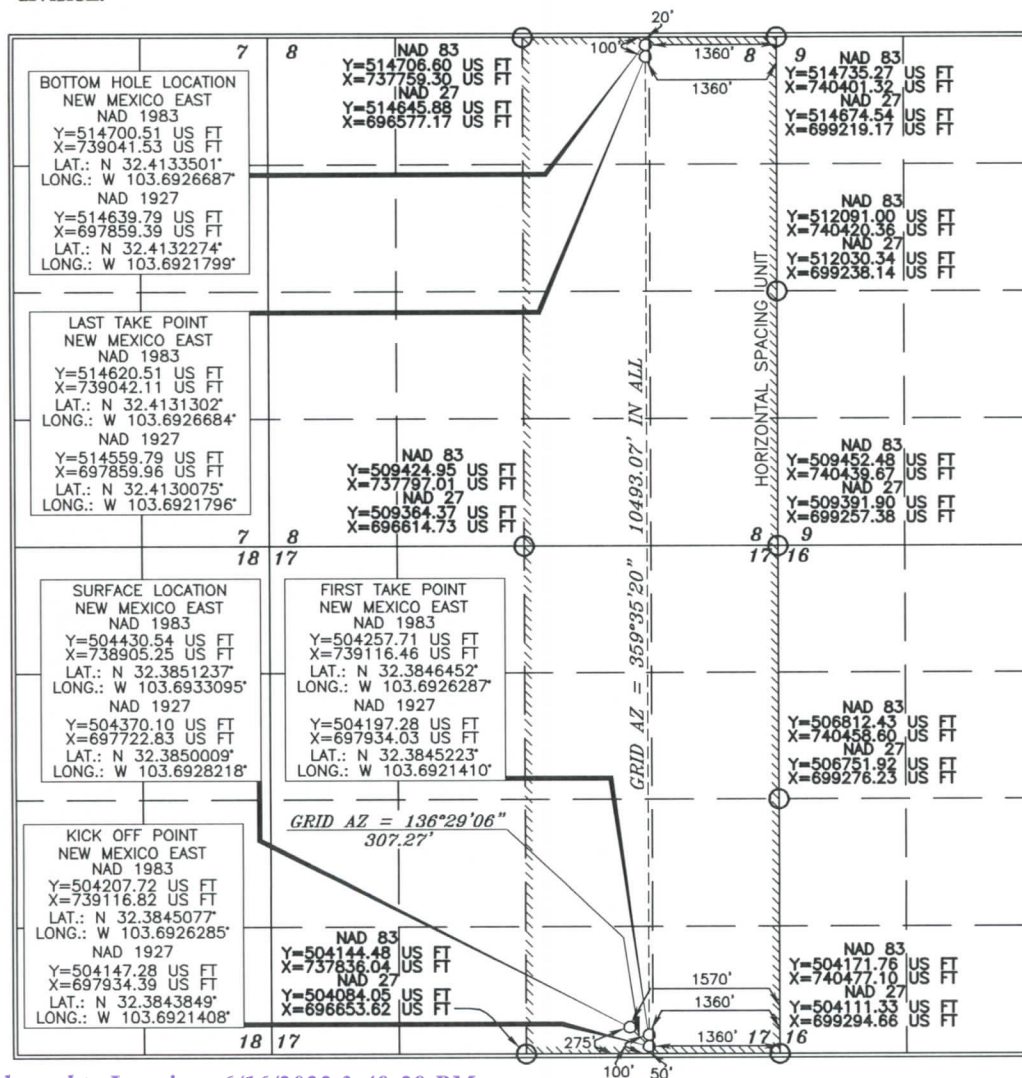 20'
7 8
100'
1360'
8 9
1360'
NAD 83
Y=514706.60 US FT
X=737759.30 US FT
NAD 27
Y=514645.88 US FT
X=696577.17 US FT
NAD 83
Y=514735.27 US FT
X=740401.32 US FT
NAD 27
Y=514674.54 US FT
X=699219.17 US FT
BOTTOM HOLE LOCATION
NEW MEXICO EAST
NAD 1983
Y=514700.51 US FT
X=739041.53 US FT
LAT.: N 32.4133501°
LONG.: W 103.6926687°
NAD 1927
Y=514639.79 US FT
X=697859.39 US FT
LAT.: N 32.4132274°
LONG.: W 103.6921799°
NAD 83
Y=512091.00 US FT
X=740420.36 US FT
NAD 27
Y=512030.34 US FT
X=699238.14 US FT
HORIZONTAL SPACING UNIT
LAST TAKE POINT
NEW MEXICO EAST
NAD 1983
Y=514620.51 US FT
X=739042.11 US FT
LAT.: N 32.4131302°
LONG.: W 103.6926684°
NAD 1927
Y=514559.79 US FT
X=697859.96 US FT
LAT.: N 32.4130075°
LONG.: W 103.6921796°
GRID AZ = 359°35'20" 10493.07' IN ALL
NAD 83
Y=509424.95 US FT
X=737797.01 US FT
NAD 27
Y=509364.37 US FT
X=696614.73 US FT
NAD 83
Y=509452.48 US FT
X=740439.67 US FT
NAD 27
Y=509391.90 US FT
X=699257.38 US FT
7 8
18 17
8 9
17 16
SURFACE LOCATION
NEW MEXICO EAST
NAD 1983
Y=504430.54 US FT
X=738905.25 US FT
LAT.: N 32.3851237°
LONG.: W 103.6933095°
NAD 1927
Y=504370.10 US FT
X=697722.83 US FT
LAT.: N 32.3850009°
LONG.: W 103.6928218°
FIRST TAKE POINT
NEW MEXICO EAST
NAD 1983
Y=504257.71 US FT
X=739116.46 US FT
LAT.: N 32.3846452°
LONG.: W 103.6926287°
NAD 1927
Y=504197.28 US FT
X=697934.03 US FT
LAT.: N 32.3845223°
LONG.: W 103.6921410°
NAD 83
Y=506812.43 US FT
X=740458.60 US FT
NAD 27
Y=506751.92 US FT
X=699276.23 US FT
GRID AZ = 136°29'06"
307.27'
KICK OFF POINT
NEW MEXICO EAST
NAD 1983
Y=504207.72 US FT
X=739116.82 US FT
LAT.: N 32.3845077°
LONG.: W 103.6926285°
NAD 1927
Y=504147.28 US FT
X=697934.39 US FT
LAT.: N 32.3843849°
LONG.: W 103.6921408°
NAD 83
Y=504144.48 US FT
X=737836.04 US FT
NAD 27
Y=504084.05 US FT
X=696653.62 US FT
NAD 83
Y=504171.76 US FT
X=740477.10 US FT
NAD 27
Y=504111.33 US FT
X=699294.66 US FT
1570'
1360'
1360'
18 17
275'
17 16
100'
50'